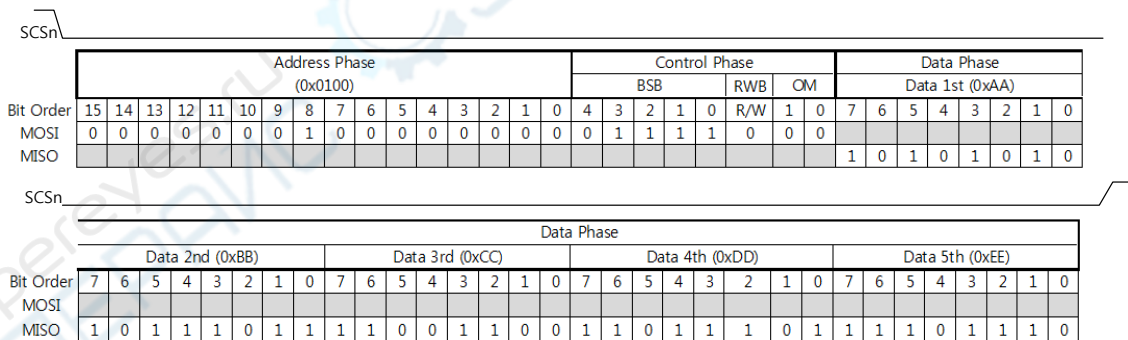 SCSn
Address Phase Control Phase Data Phase
(0x0100) BSB RWB OM Data 1st (0xAA)
Bit Order 15 14 13 12 11 10 9 8 7 6 5 4 3 2 1 0 4 3 2 1 0 R/W 1 0 7 6 5 4 3 2 1 0
MOSI 0 0 0 0 0 0 0 1 0 0 0 0 0 0 0 0 0 1 1 1 1 0 0 0
MISO 1 0 1 0 1 0 1 0
SCSn
Data Phase
Data 2nd (0xBB) Data 3rd (0xCC) Data 4th (0xDD) Data 5th (0xEE)
Bit Order 7 6 5 4 3 2 1 0 7 6 5 4 3 2 1 0 7 6 5 4 3 2 1 0 7 6 5 4 3 2 1 0
MOSI
MISO 1 0 1 1 1 0 1 1 1 1 0 0 1 1 0 0 1 1 0 1 1 1 0 1 1 1 1 0 1 1 1 0